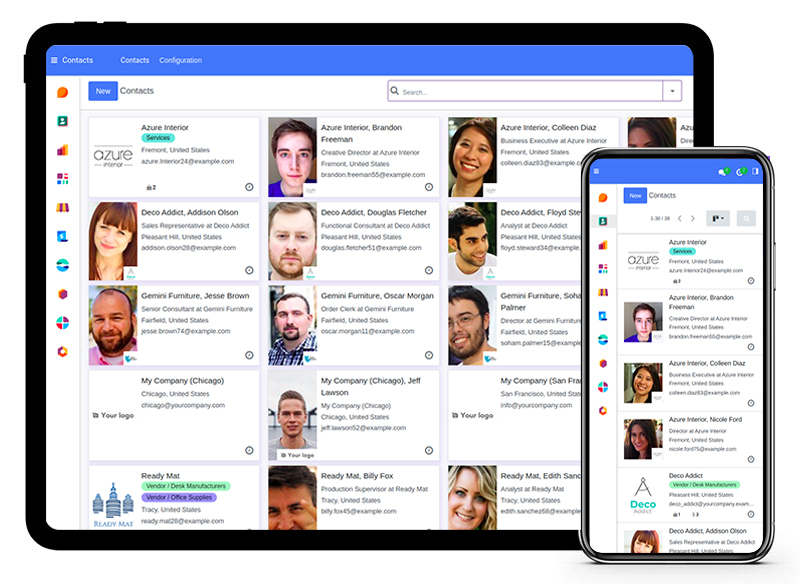 Contacts
Contacts
Configuration
New
Contacts
Search...
azure
interior
Azure Interior
Services
Fremont, United States
azure.Interior24@example.com
2
Azure Interior, Brandon
Freeman
Creative Director at Azure Interior
Fremont, United States
brandon.freeman55@example.com
Azure Interior, Colleen Diaz
Business Executive at Azure Interior
Fremont, United States
colleen.diaz83@example.com
Azure
Deco Addict, Addison Olson
Sales Representative at Deco Addict
Pleasant Hill, United States
addison.olson28@example.com
Deco Addict, Douglas Fletcher
Functional Consultant at Deco Addict
Pleasant Hill, United States
douglas.fletcher51@example.com
Deco Addict, Floyd Stew
Analyst at Deco Addict
Pleasant Hill, United States
floyd.steward34@example.com
Gemini Furniture, Jesse Brown
Senior Consultant at Gemini Furniture
Fairfield, United States
jesse.brown74@example.com
Gemini Furniture, Oscar Morgan
Order Clerk at Gemini Furniture
Fairfield, United States
oscar.morgan11@example.com
Gemini Furniture, Soha
Palmer
Director at Gemini Furniture
Fairfield, United States
soham.palmer15@example.com
Your logo
My Company (Chicago)
Chicago, United States
chicago@yourcompany.com
Your logo
My Company (Chicago), Jeff
Lawson
My Company (Chicago)
Chicago, United States
jeff.lawson52@example.com
Your logo
My Company (San Fran
San Francisco, United States
info@yourcompany.com
READY MAT
Ready Mat
Vendor / Desk Manufacturers
Vendor / Office Supplies
Tracy, United States
ready.mat28@example.com
Ready Mat, Billy Fox
Production Supervisor at Ready Mat
Tracy, United States
billy.fox45@example.com
Ready Mat, Edith Sanc
Analyst at Ready Mat
Tracy, United States
edith.sanchez68@example.com
New
Contacts
1-38 / 38
azure
interior
Azure Interior
Services
Fremont, United States
azure.Interior24@example.com
2
Azure Interior, Brandon
Freeman
Creative Director at Azure Interior
Fremont, United States
brandon.freeman55@example.com
Azure Interior, Colleen Diaz
Business Executive at Azure Interior
Fremont, United States
colleen.diaz83@example.com
Azure Interior, Nicole Ford
Director at Azure Interior
Fremont, United States
nicole.ford75@example.com
Deco
Addict
Deco Addict
Vendor / Desk Manufacturers
Pleasant Hill, United States
deco_addict@yourcompany.exam...
1
3
Deco Addict, Addison Olson
Sales Representative at Deco Addict
Pleasant Hill, United States